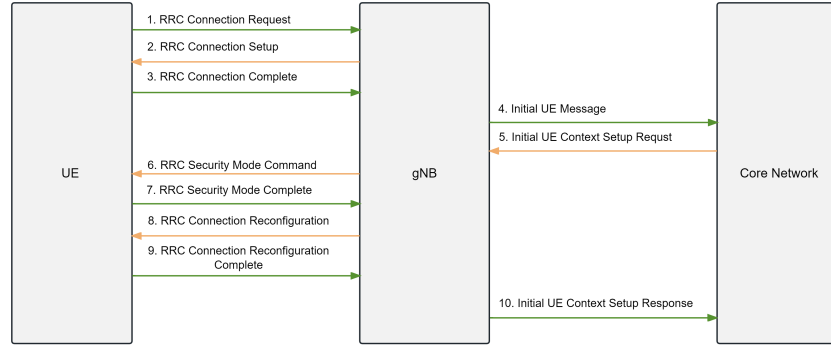 1. RRC Connection Request
2. RRC Connection Setup
3. RRC Connection Complete
4. Initial UE Message
5. Initial UE Context Setup Requst
6. RRC Security Mode Command
UE
gNB
Core Network
7. RRC Security Mode Complete
8. RRC Connection Reconfiguration
9. RRC Connection Reconfiguration
Complete
10. Initial UE Context Setup Response